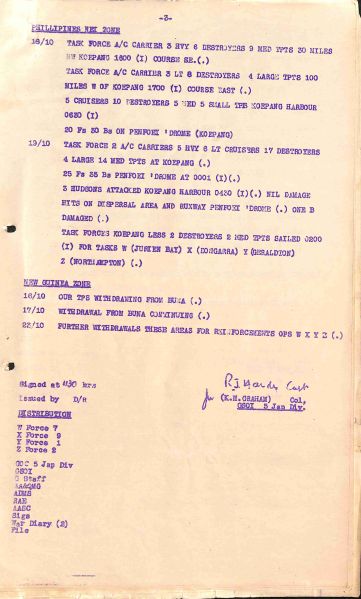 -3-
PHILLIPINES NEI ZONE
18/10 TASK FORCE A/C CARRIER 3 HVY 6 DESTROYERS 9 MED TPTS 30 MILES
NW KOEPANG 1600 (I) COURSE SE.(.)
TASK FORCE A/C CARRIER 3 LT 8 DESTROYERS 4 LARGE TPTS 100
MILES W OF KOEPANG 1700 (I) COURSE EAST (.)
5 CRUISERS 10 DESTROYERS 5 MED 5 SMALL TPS KOEPANG HARBOUR
0630 (I)
20 Fs 30 Bs ON PENFOEI 'DROME (KOEPANG)
19/10 TASK FORCE 2 A/C CARRIERS 5 HVY 6 LT CRUISERS 17 DESTROYERS
4 LARGE 14 MED TPTS AT KOEPANG (.)
25 Fs 35 Bs PENFOEI 'DROME AT 0001 (I)(.)
3 HUDSONS ATTACKED KOEPANG HARBOUR 0430 (I)(.) NIL DAMAGE
HITS ON DISPERSAL AREA AND RUNWAY PENFOEI 'DROME (.) ONE B
DAMAGED (.)
TASK FORCES KOEPANG LESS 2 DESTROYERS 2 MED TPTS SAILED 0200
(I) FOR TASKS W (JURIEN BAY) X (DONGARRA) Y (GERALDTON)
Z (NORTHAMPTON) (.)
NEW GUINEA ZONE
16/10 OUR TPS WITHDRAWING FROM BUNA (.)
17/10 WITHDRAWAL FROM BUNA CONTINUING (.)
22/10 FURTHER WITHDRAWALS THESE AREAS FOR REINFORCEMENTS OPS W X Y Z (.)
Signed at 1130 hrs
Issued by D/R
for (K.M. GRAHAM) Col,
GSOI 5 Jap Div.
DISTRIBUTION
W Force 7
X Force 9
Y Force 1
Z Force 2
GOC 5 Jap Div
GSOI
G Staff
AA&QMG
ADMS
RAE
AASC
Sigs
War Diary (2)
File